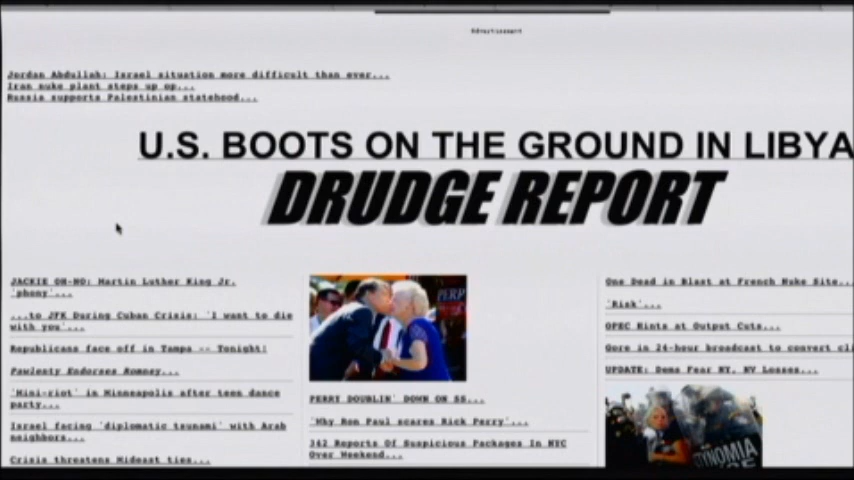 Advertisement
Jordan Abdullah: Israel situation more difficult than ever...
Iran nuke plant steps up op...
Russia supports Palestinian statehood...
U.S. BOOTS ON THE GROUND IN LIBYA
DRUDGE REPORT
JACKIE OH-NO: Martin Luther King Jr.
'phony'...
...to JFK During Cuban Crisis: 'I want to die
with you'...
Republicans face off in Tampa -- Tonight!
Pawlenty Endorses Romney...
'Mini-riot' in Minneapolis after teen dance
party...
Israel facing 'diplomatic tsunami' with Arab
neighbors...
Crisis threatens Mideast ties...
PERP
PERRY DOUBLIN' DOWN ON SS...
'Why Ron Paul scares Rick Perry'...
342 Reports Of Suspicious Packages In NYC
Over Weekend...
One Dead in Blast at French Nuke Site...
'Risk'...
OPEC Hints at Output Cuts...
Gore in 24-hour broadcast to convert cli
UPDATE: Dems Fear NY, NV Losses...